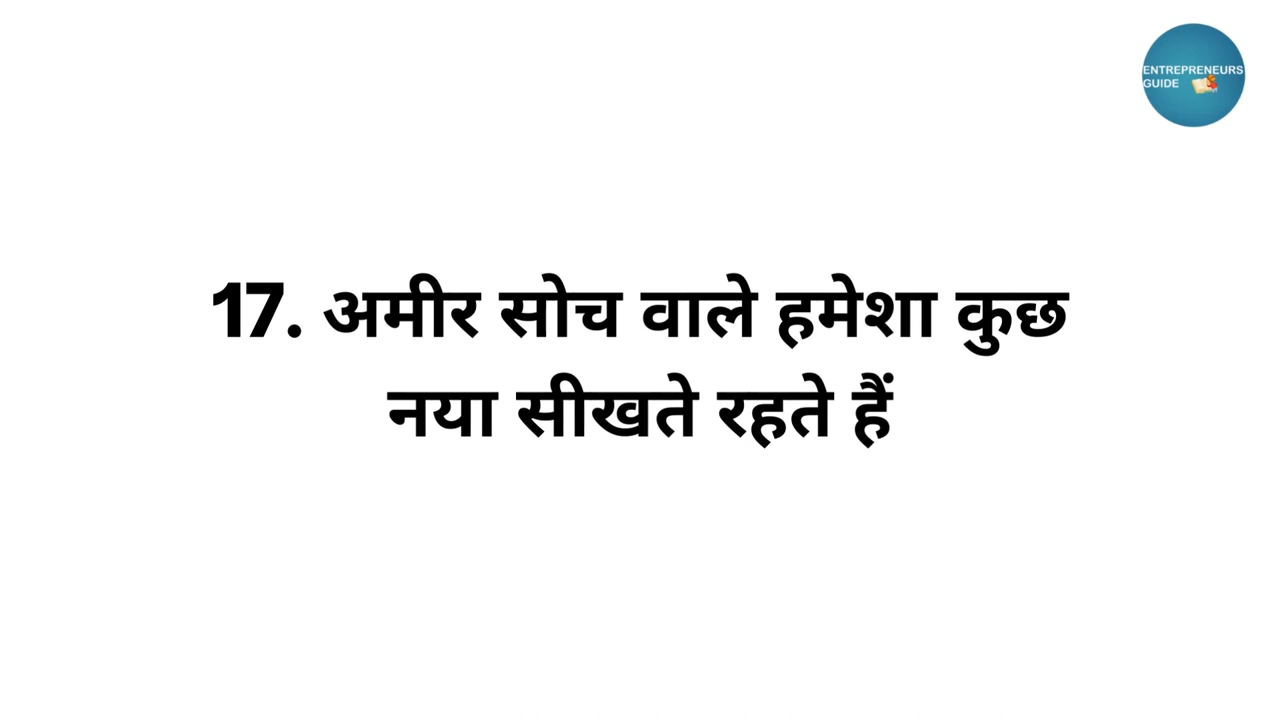 ENTREPRENEURS
GUIDE
17. अमीर सोच वाले हमेशा कुछ
नया सीखते रहते हैं